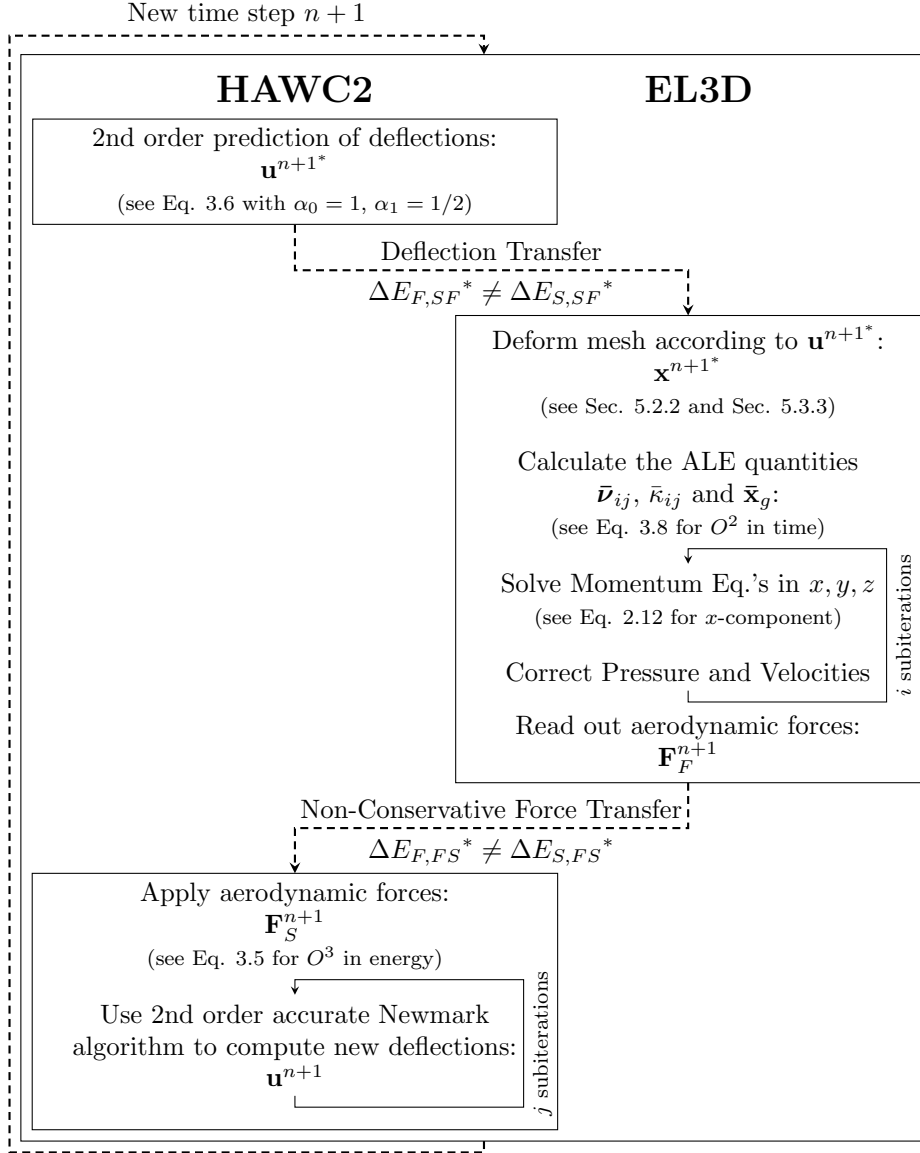 New time step n + 1
HAWC2
EL3D
2nd order prediction of deflections:
u^{n+1^*}
(see Eq. 3.6 with α₀ = 1, α₁ = 1/2)
Deflection Transfer
ΔE_{F,SF}^* ≠ ΔE_{S,SF}^*
Deform mesh according to u^{n+1^*}:
x^{n+1^*}
(see Sec. 5.2.2 and Sec. 5.3.3)
Calculate the ALE quantities
ν̄_{ij}, κ̄_{ij} and x̄_g:
(see Eq. 3.8 for O² in time)
Solve Momentum Eq.'s in x, y, z
(see Eq. 2.12 for x-component)
Correct Pressure and Velocities
i subiterations
Read out aerodynamic forces:
F_F^{n+1}
Non-Conservative Force Transfer
ΔE_{F,FS}^* ≠ ΔE_{S,FS}^*
Apply aerodynamic forces:
F_S^{n+1}
(see Eq. 3.5 for O³ in energy)
Use 2nd order accurate Newmark
algorithm to compute new deflections:
u^{n+1}
j subiterations